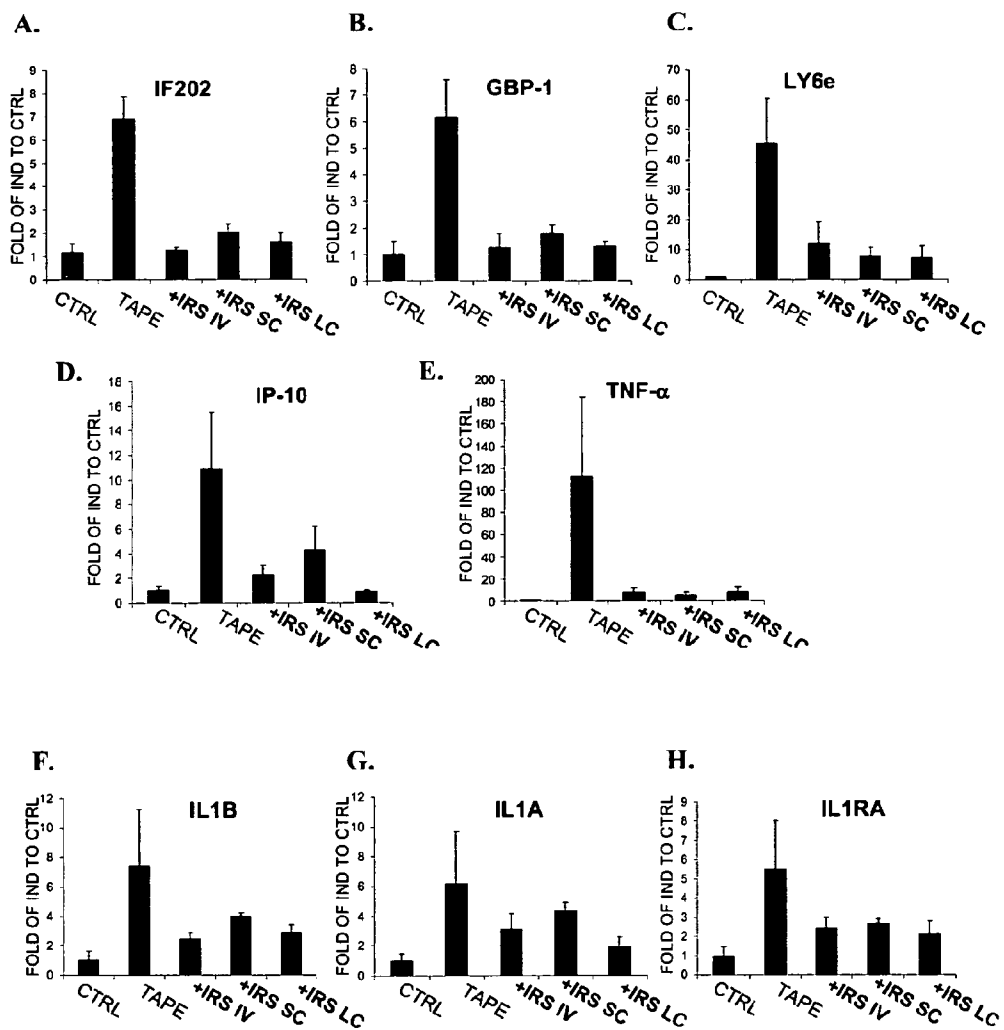 A.
IF202
FOLD OF IND TO CTRL
9
8
7
6
5
4
3
2
1
0
CTRL
TAPE
+IRS IV
+IRS SC
+IRS LC
B.
GBP-1
FOLD OF IND TO CTRL
8
7
6
5
4
3
2
1
0
CTRL
TAPE
+IRS IV
+IRS SC
+IRS LC
C.
LY6e
FOLD OF IND TO CTRL
70
60
50
40
30
20
10
0
CTRL
TAPE
+IRS IV
+IRS SC
+IRS LC
D.
IP-10
FOLD OF IND TO CTRL
18
16
14
12
10
8
6
4
2
0
CTRL
TAPE
+IRS IV
+IRS SC
+IRS LC
E.
TNF-α
FOLD OF IND TO CTRL
200
180
160
140
120
100
80
60
40
20
0
CTRL
TAPE
+IRS IV
+IRS SC
+IRS LC
F.
IL1B
FOLD OF IND TO CTRL
12
10
8
6
4
2
0
CTRL
TAPE
+IRS IV
+IRS SC
+IRS LC
G.
IL1A
FOLD OF IND TO CTRL
12
10
8
6
4
2
0
CTRL
TAPE
+IRS IV
+IRS SC
+IRS LC
H.
IL1RA
FOLD OF IND TO CTRL
9
8
7
6
5
4
3
2
1
0
CTRL
TAPE
+IRS IV
+IRS SC
+IRS LC